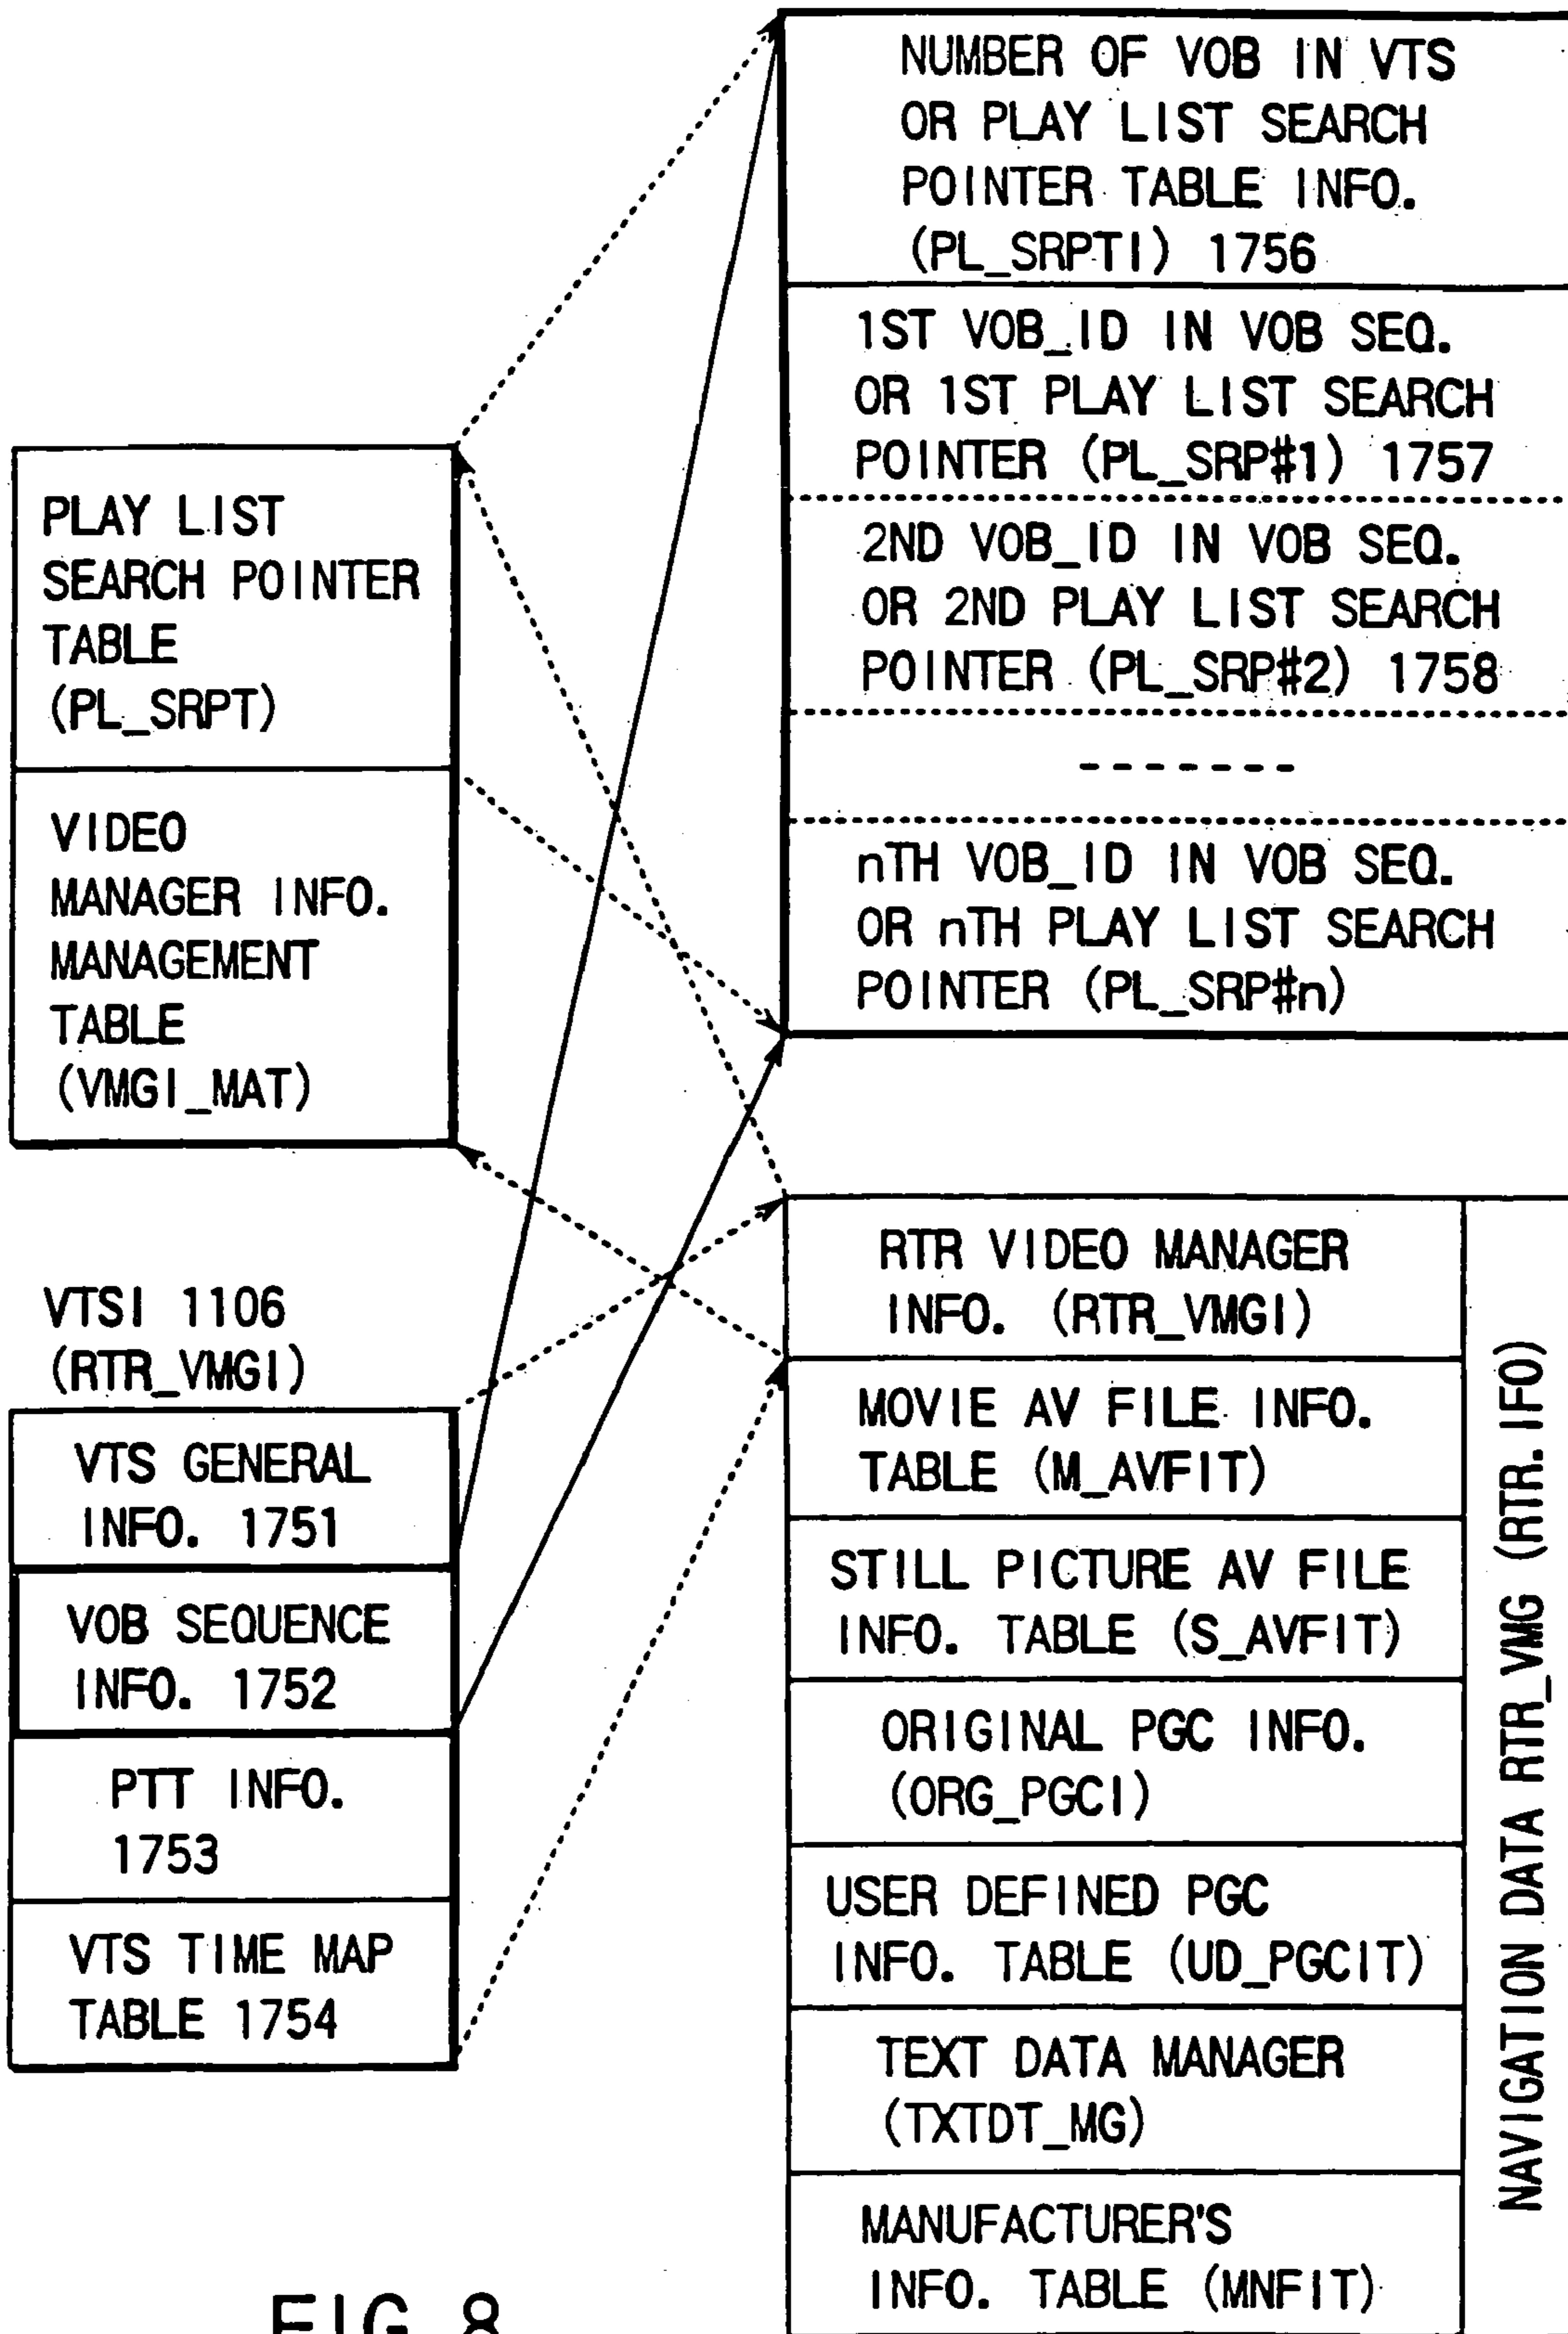 NUMBER OF VOB IN VTS
OR PLAY LIST SEARCH
POINTER TABLE INFO.
(PL_SRPTI) 1756
1ST VOB_ID IN VOB SEQ.
OR 1ST PLAY LIST SEARCH
POINTER (PL_SRP#1) 1757
2ND VOB_ID IN VOB SEQ.
OR 2ND PLAY LIST SEARCH
POINTER (PL_SRP#2) 1758
- - - - - - -
nTH VOB_ID IN VOB SEQ.
OR nTH PLAY LIST SEARCH
POINTER (PL_SRP#n)
PLAY LIST
SEARCH POINTER
TABLE
(PL_SRPT)
VIDEO
MANAGER INFO.
MANAGEMENT
TABLE
(VMGI_MAT)
VTSI 1106
(RTR_VMGI)
VTS GENERAL
INFO. 1751
VOB SEQUENCE
INFO. 1752
PTT INFO.
1753
VTS TIME MAP
TABLE 1754
RTR VIDEO MANAGER
INFO. (RTR_VMGI)
MOVIE AV FILE INFO.
TABLE (M_AVFIT)
STILL PICTURE AV FILE
INFO. TABLE (S_AVFIT)
ORIGINAL PGC INFO.
(ORG_PGCI)
USER DEFINED PGC
INFO. TABLE (UD_PGCIT)
TEXT DATA MANAGER
(TXTDT_MG)
MANUFACTURER'S
INFO. TABLE (MNFIT)
NAVIGATION DATA RTR_VMG (RTR. IFO)
FIG. 8